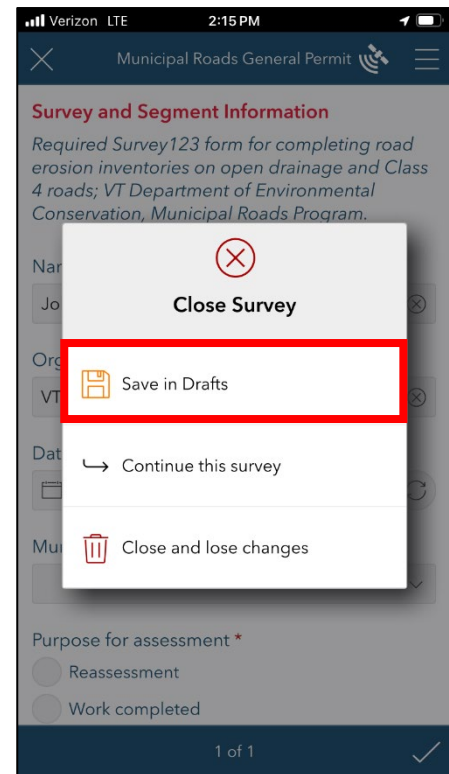 Verizon LTE 2:15 PM
Municipal Roads General Permit
Survey and Segment Information
Required Survey123 form for completing road
erosion inventories on open drainage and Class
4 roads; VT Department of Environmental
Conservation, Municipal Roads Program.
Close Survey
Save in Drafts
VT
Continue this survey
Close and lose changes
Purpose for assessment *
Reassessment
Work completed
1 of 1